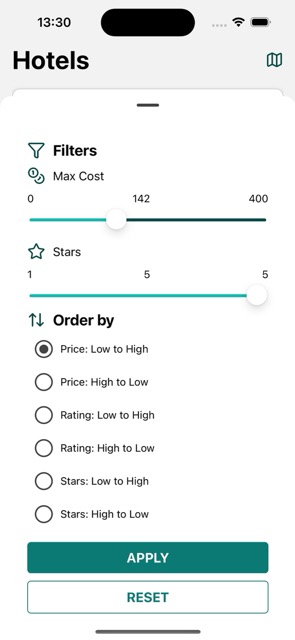 13:30
Hotels
Filters
Max Cost
0 142 400
Stars
1 5 5
Order by
Price: Low to High
Price: High to Low
Rating: Low to High
Rating: High to Low
Stars: Low to High
Stars: High to Low
APPLY
RESET